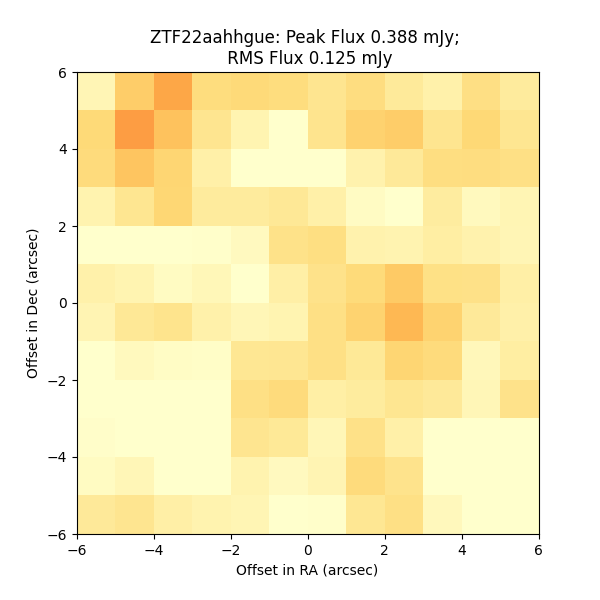 ZTF22aahhgue: Peak Flux 0.388 mJy;
RMS Flux 0.125 mJy
6
4
2
0
−2
−4
−6
Offset in Dec (arcsec)
−6 −4 −2 0 2 4 6
Offset in RA (arcsec)